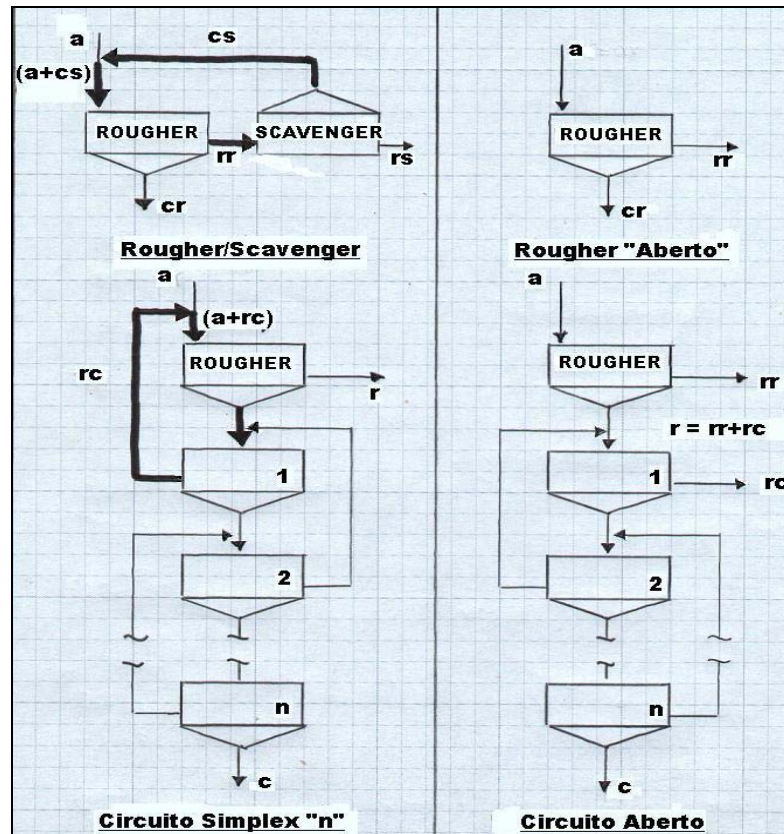 a
cs
(a+cs)
ROUGHER
SCAVENGER
rr
rs
cr
Rougher/Scavenger
a
ROUGHER
rr
cr
Rougher "Aberto"
a
(a+rc)
rc
ROUGHER
r
1
2
n
c
Circuito Simplex "n"
a
ROUGHER
rr
r = rr+rc
1
rc
2
n
c
Circuito Aberto